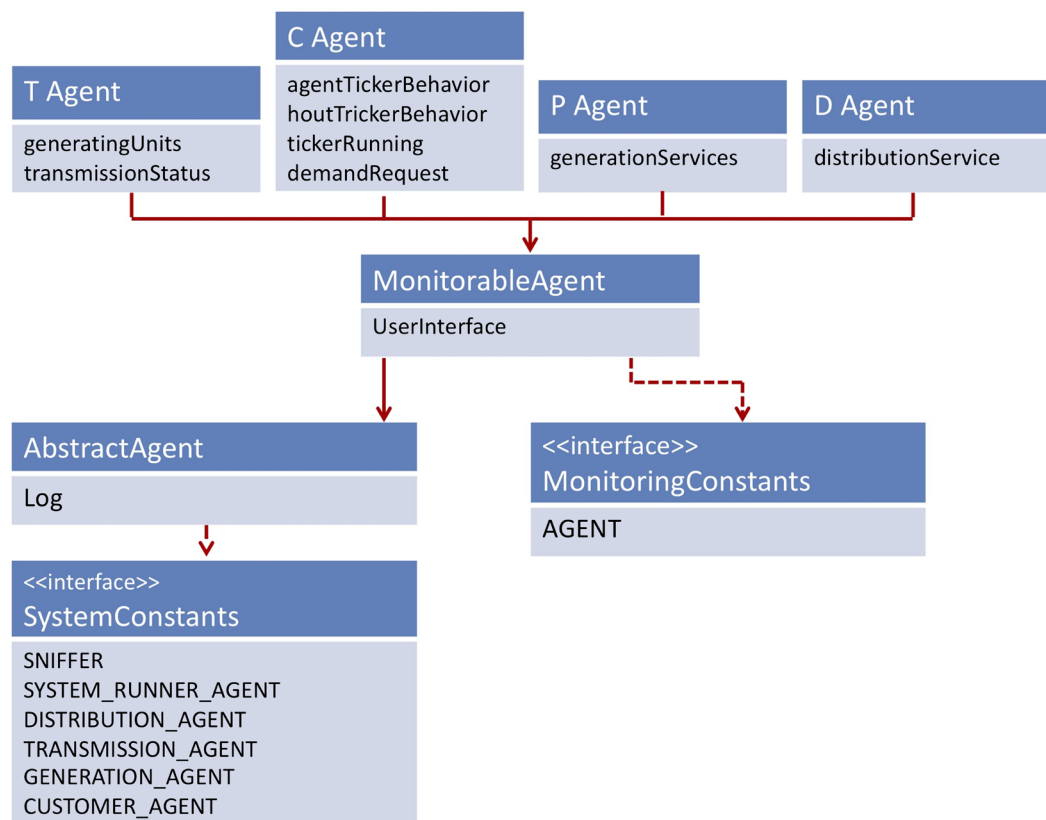 T Agent
generatingUnits
transmissionStatus
C Agent
agentTickerBehavior
houtTrickerBehavior
tickerRunning
demandRequest
P Agent
generationServices
D Agent
distributionService
MonitorableAgent
UserInterface
AbstractAgent
Log
<<interface>>
MonitoringConstants
AGENT
<<interface>>
SystemConstants
SNIFFER
SYSTEM_RUNNER_AGENT
DISTRIBUTION_AGENT
TRANSMISSION_AGENT
GENERATION_AGENT
CUSTOMER_AGENT